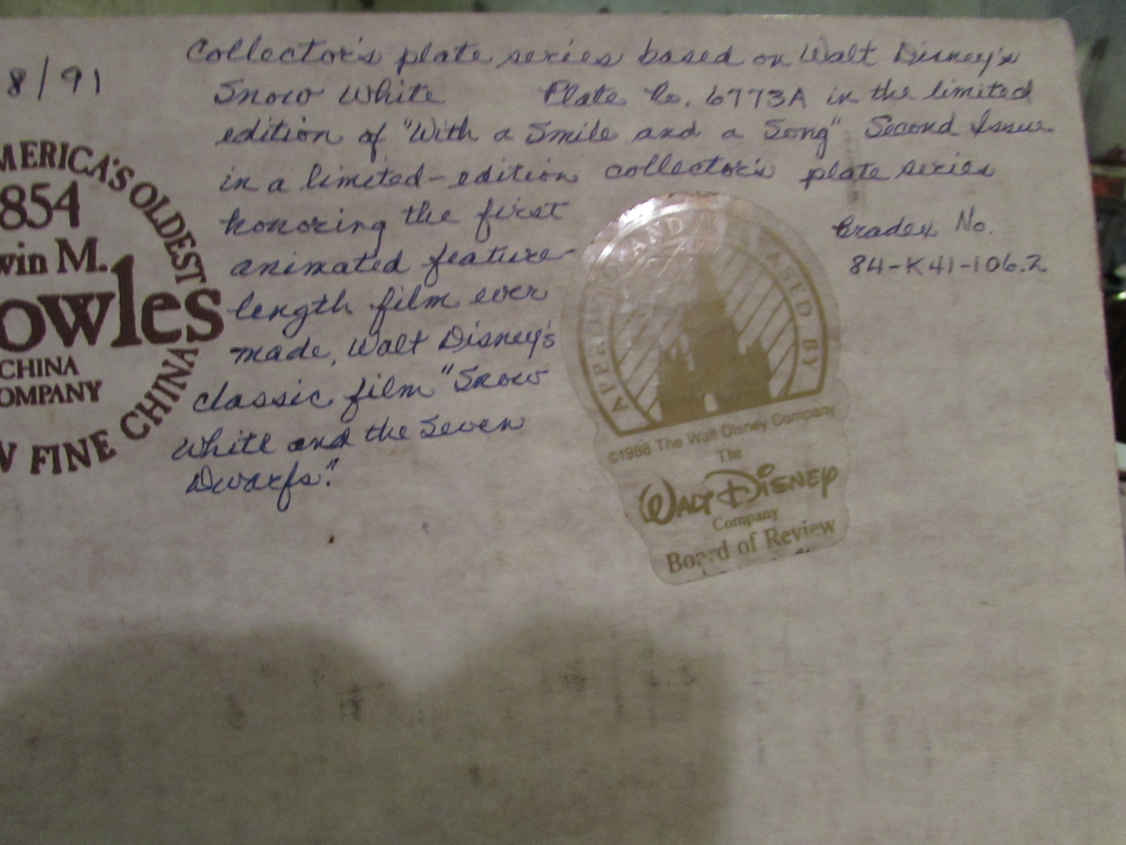 8/91
Collector's plate series based on Walt Disney's
Snow White Plate No. 6773A in the limited
edition of "With a Smile and a Song" Second Issue
in a limited-edition collector's plate series
honoring the first
animated feature-
length film ever
made, Walt Disney's
classic film "Snow
White and the Seven
Dwarfs."
Bradex No.
84-K41-106.2
MERICA'S OLDEST
854
win M.
owles
CHINA
OMPANY
FINE CHINA
APPROVED AND RELEASED BY
©1988 The Walt Disney Company
The
WALT DISNEY
Company
Board of Review